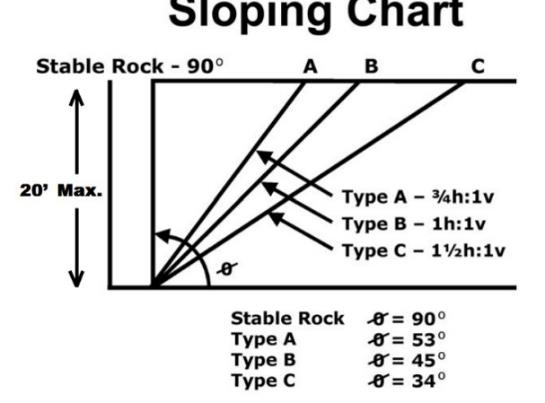 Sloping Chart
Stable Rock - 90° A B C
20' Max.
Type A – ¾h:1v
Type B – 1h:1v
Type C – 1½h:1v
θ
Stable Rock θ = 90°
Type A θ = 53°
Type B θ = 45°
Type C θ = 34°